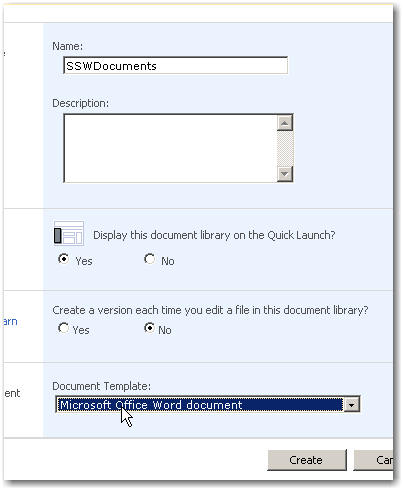 Name:
SSWDocuments
Description:
Display this document library on the Quick Launch?
Yes No
arn
Create a version each time you edit a file in this document library?
Yes No
ent
Document Template:
Microsoft Office Word document
Create Can